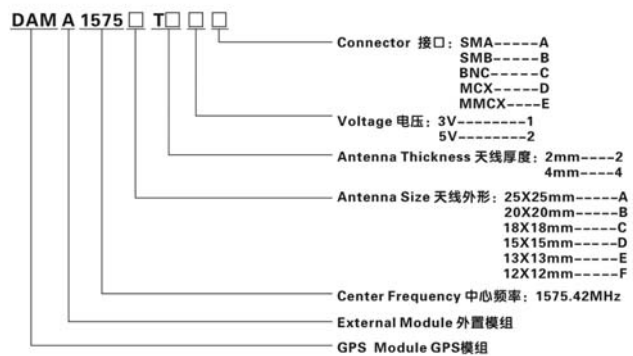 DAM A 1575 □ T□ □ □
Connector 接口: SMA-----A
SMB-----B
BNC-----C
MCX-----D
MMCX----E
Voltage 电压: 3V--------1
5V--------2
Antenna Thickness 天线厚度: 2mm----2
4mm----4
Antenna Size 天线外形: 25X25mm-----A
20X20mm-----B
18X18mm-----C
15X15mm-----D
13X13mm-----E
12X12mm-----F
Center Frequency 中心频率: 1575.42MHz
External Module 外置模组
GPS Module GPS模组